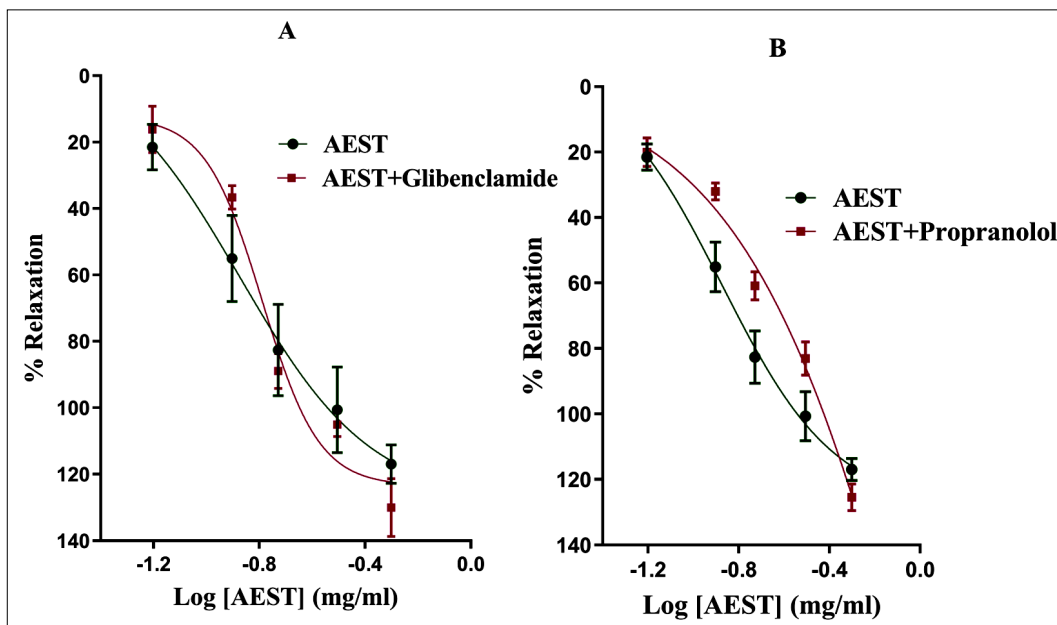 A
0
20
40
60
80
100
120
140
% Relaxation
AEST
AEST+Glibenclamide
-1.2
-0.8
-0.4
0.0
Log [AEST] (mg/ml)
B
0
20
40
60
80
100
120
140
% Relaxation
AEST
AEST+Propranolol
-1.2
-0.8
-0.4
0.0
Log [AEST] (mg/ml)